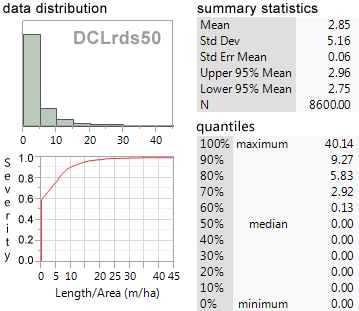 data distribution
DCLrds50
0 10 20 30 40
Severity
1.0
0.8
0.6
0.4
0.2
0.0
0 5 10 20 25 30 40 45
Length/Area (m/ha)
summary statistics
Mean 2.85
Std Dev 5.16
Std Err Mean 0.06
Upper 95% Mean 2.96
Lower 95% Mean 2.75
N 8600.00
quantiles
100% maximum 40.14
90% 9.27
80% 5.83
70% 2.92
60% 0.13
50% median 0.00
40% 0.00
30% 0.00
20% 0.00
10% 0.00
0% minimum 0.00